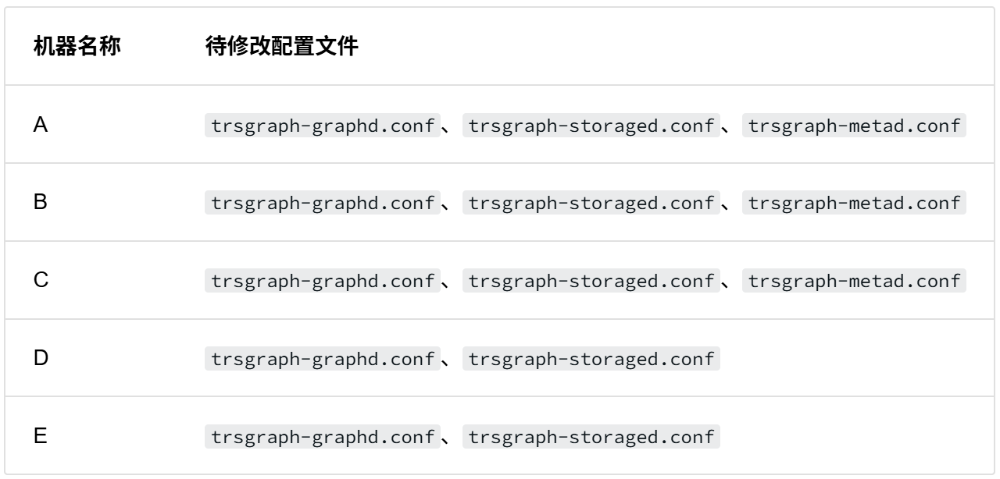 机器名称 待修改配置文件
A trsgraph-graphd.conf、 trsgraph-storaged.conf、 trsgraph-metad.conf
B trsgraph-graphd.conf、 trsgraph-storaged.conf、 trsgraph-metad.conf
C trsgraph-graphd.conf、 trsgraph-storaged.conf、 trsgraph-metad.conf
D trsgraph-graphd.conf、 trsgraph-storaged.conf
E trsgraph-graphd.conf、 trsgraph-storaged.conf